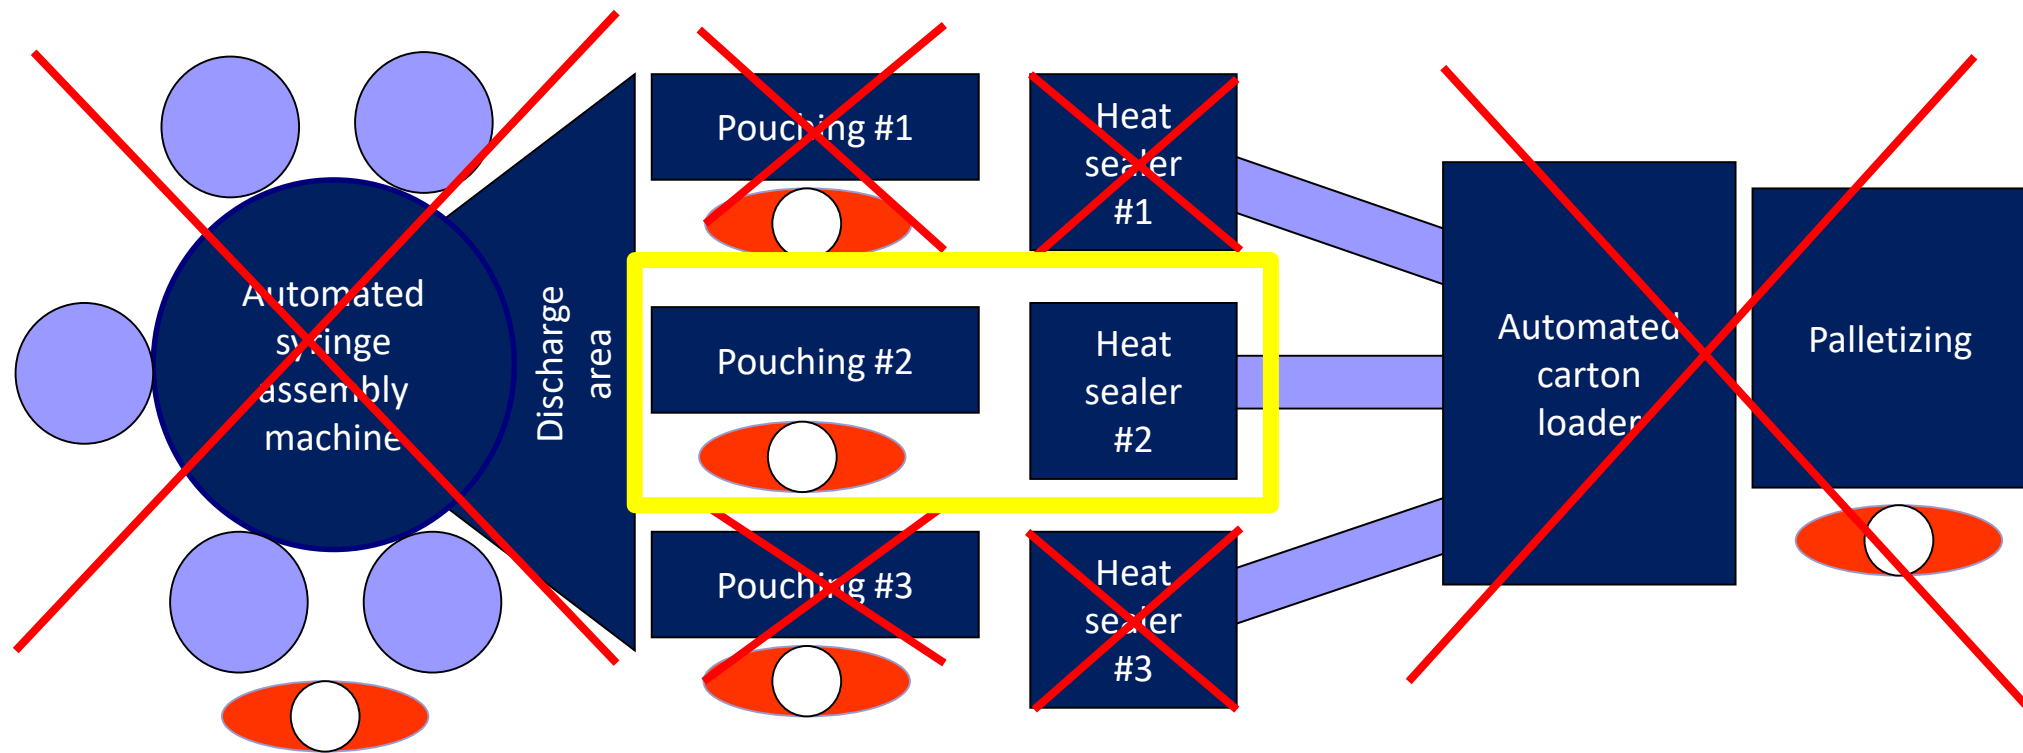 Automated
syringe
assembly
machine
Discharge
area
Pouching #1
Heat
sealer
#1
Pouching #2
Heat
sealer
#2
Pouching #3
Heat
sealer
#3
Automated
carton
loader
Palletizing